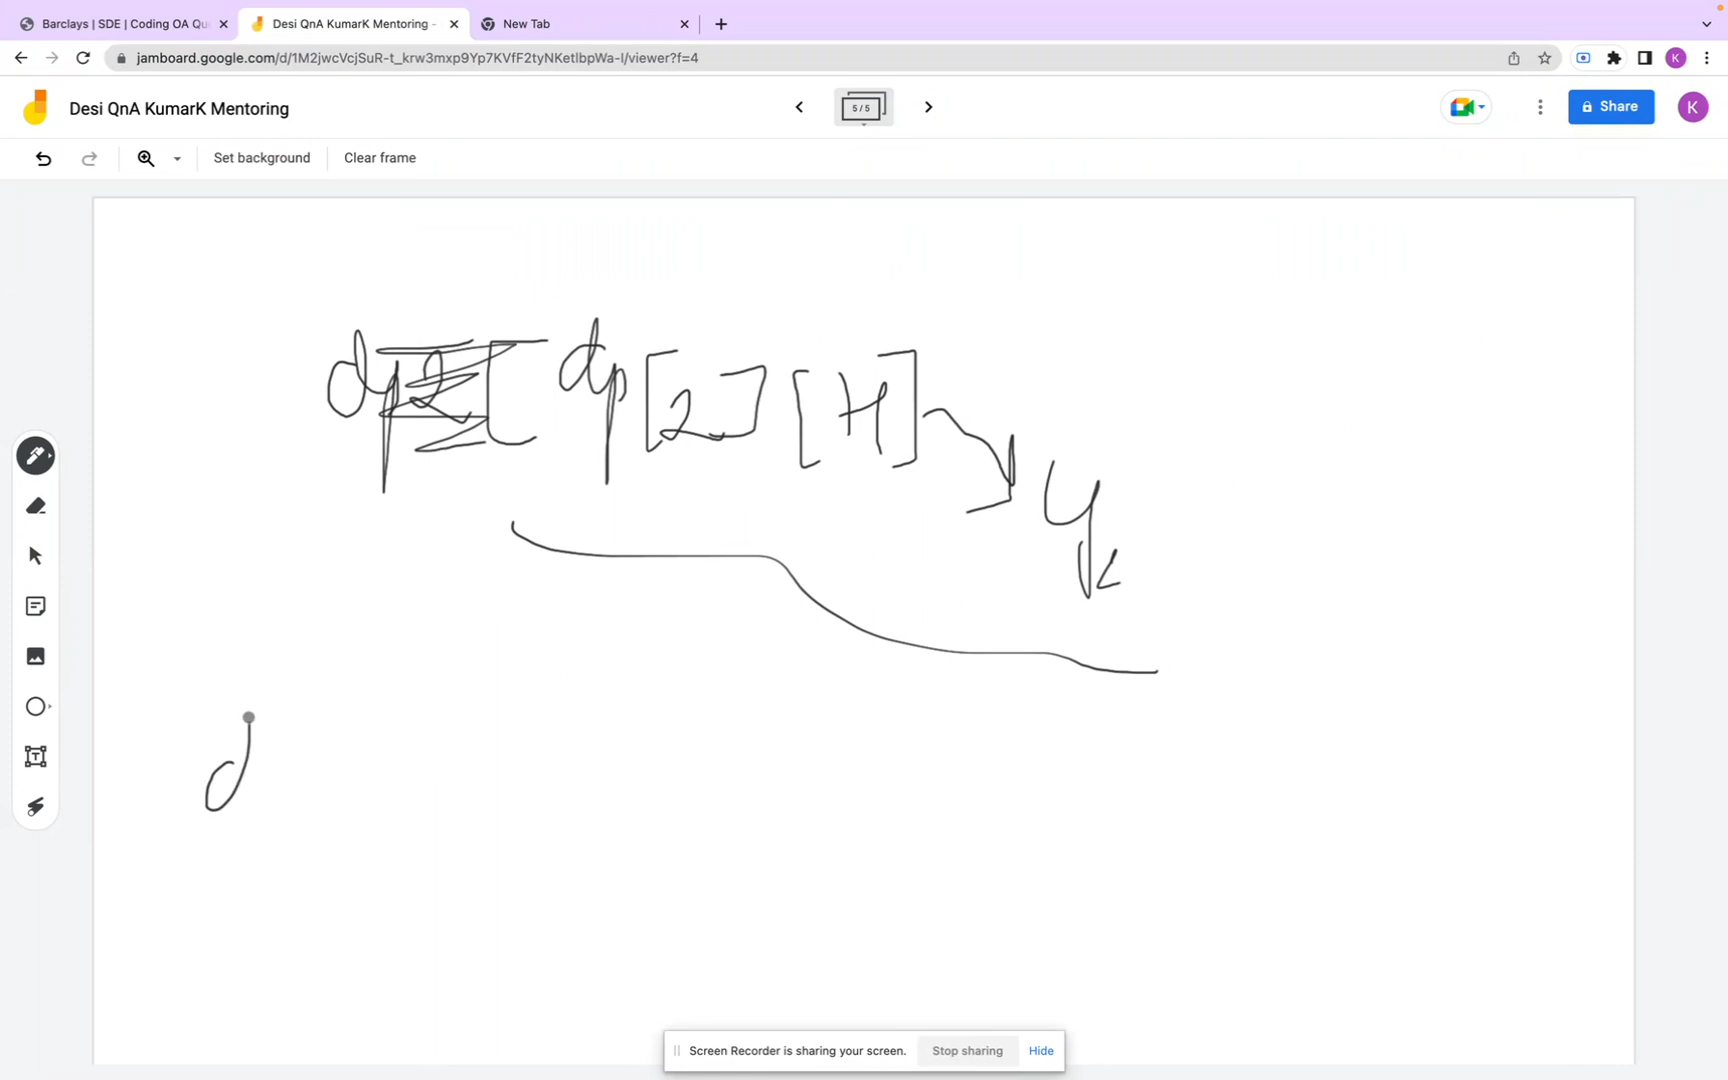 Barclays | SDE | Coding OA Qu
Desi QnA KumarK Mentoring -
New Tab
jamboard.google.com/d/1M2jwcVcjSuR-t_krw3mxp9Yp7KVfF2tyNKetlbpWa-I/viewer?f=4
K
Desi QnA KumarK Mentoring
5 / 5
Share
K
Set background
Clear frame
dp [ dp [2] [H]
d
Screen Recorder is sharing your screen.
Stop sharing
Hide